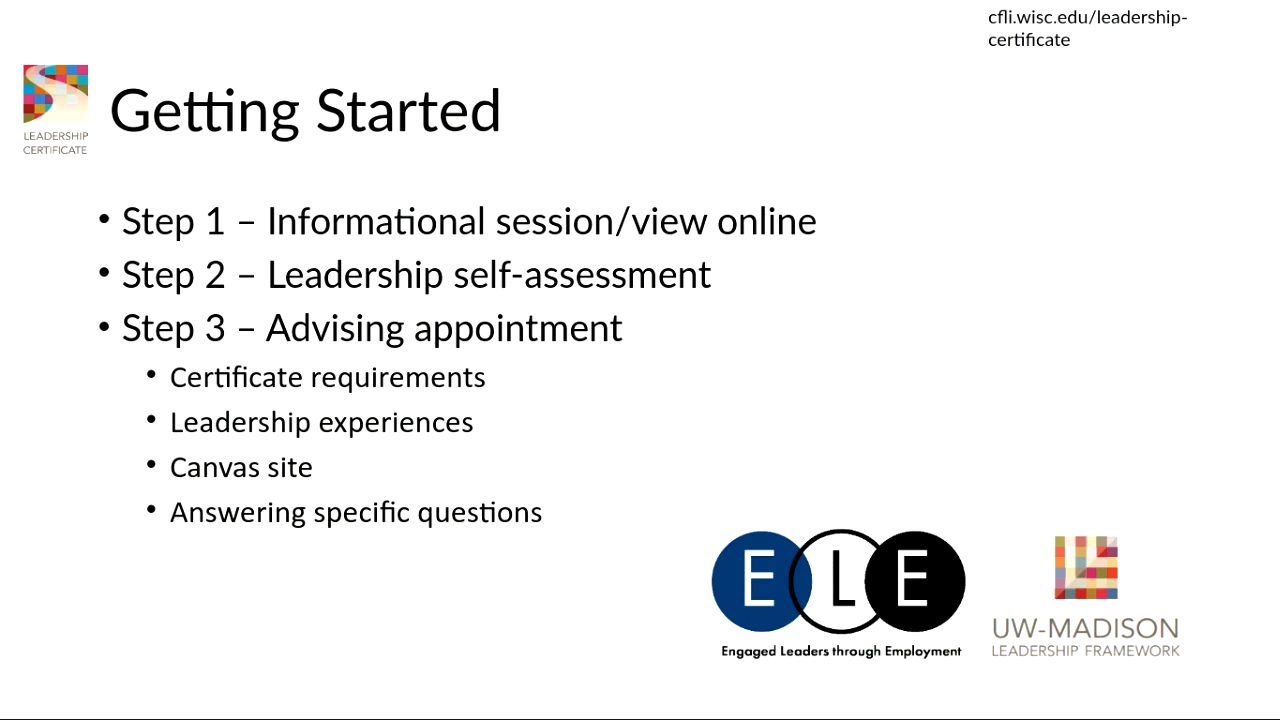 cfli.wisc.edu/leadership-
certificate
LEADERSHIP
CERTIFICATE
Getting Started
• Step 1 – Informational session/view online
• Step 2 – Leadership self-assessment
• Step 3 – Advising appointment
• Certificate requirements
• Leadership experiences
• Canvas site
• Answering specific questions
E L E
Engaged Leaders through Employment
UW-MADISON
LEADERSHIP FRAMEWORK